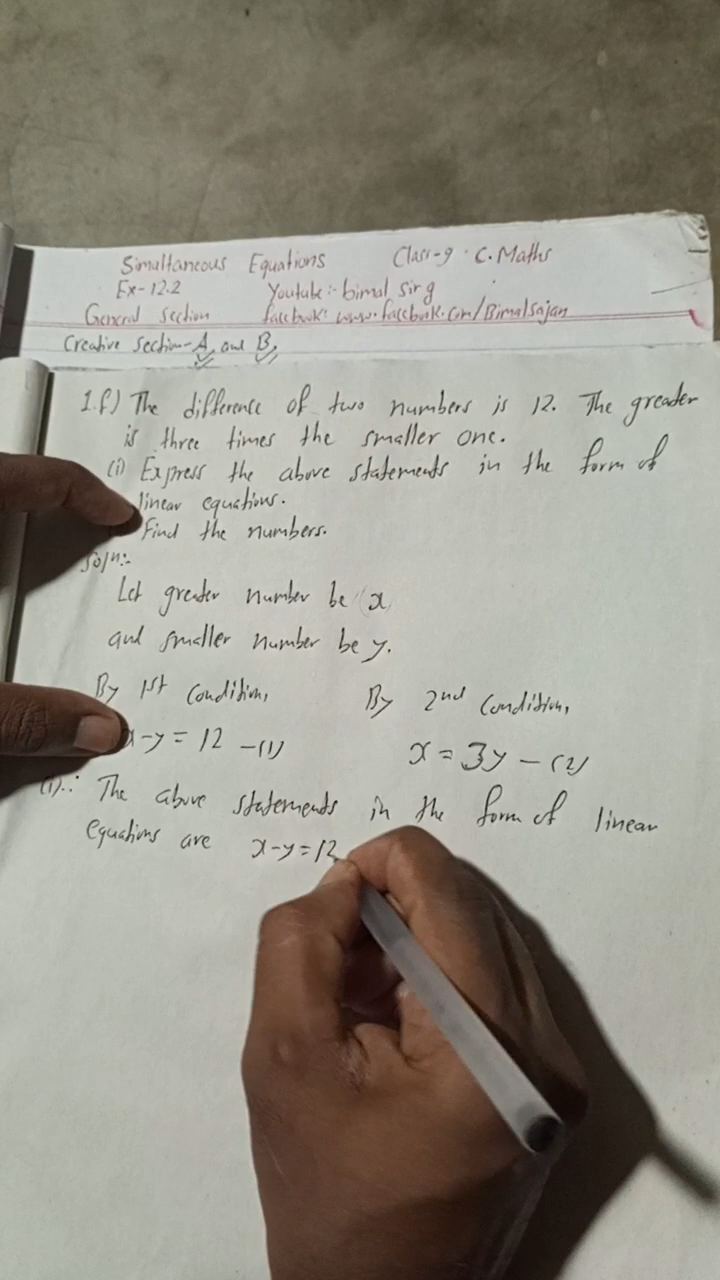 Simultaneous Equations Class-9 C. Maths
Ex-12.2 Youtube:- bimal sir g
General section facebook: www.facebook.com/Bimalsajan
Creative section-A, and B,
1.f) The difference of two numbers is 12. The greader
is three times the smaller one.
(i) Express the above statements in the form of
linear equations.
Find the numbers.
Soln:-
Let greader number be x
and smaller number be y.
By 1st condition, By 2nd condition,
x-y = 12 -(1) x = 3y - (2)
(i).: The above statements in the form of linear
equations are x-y=12